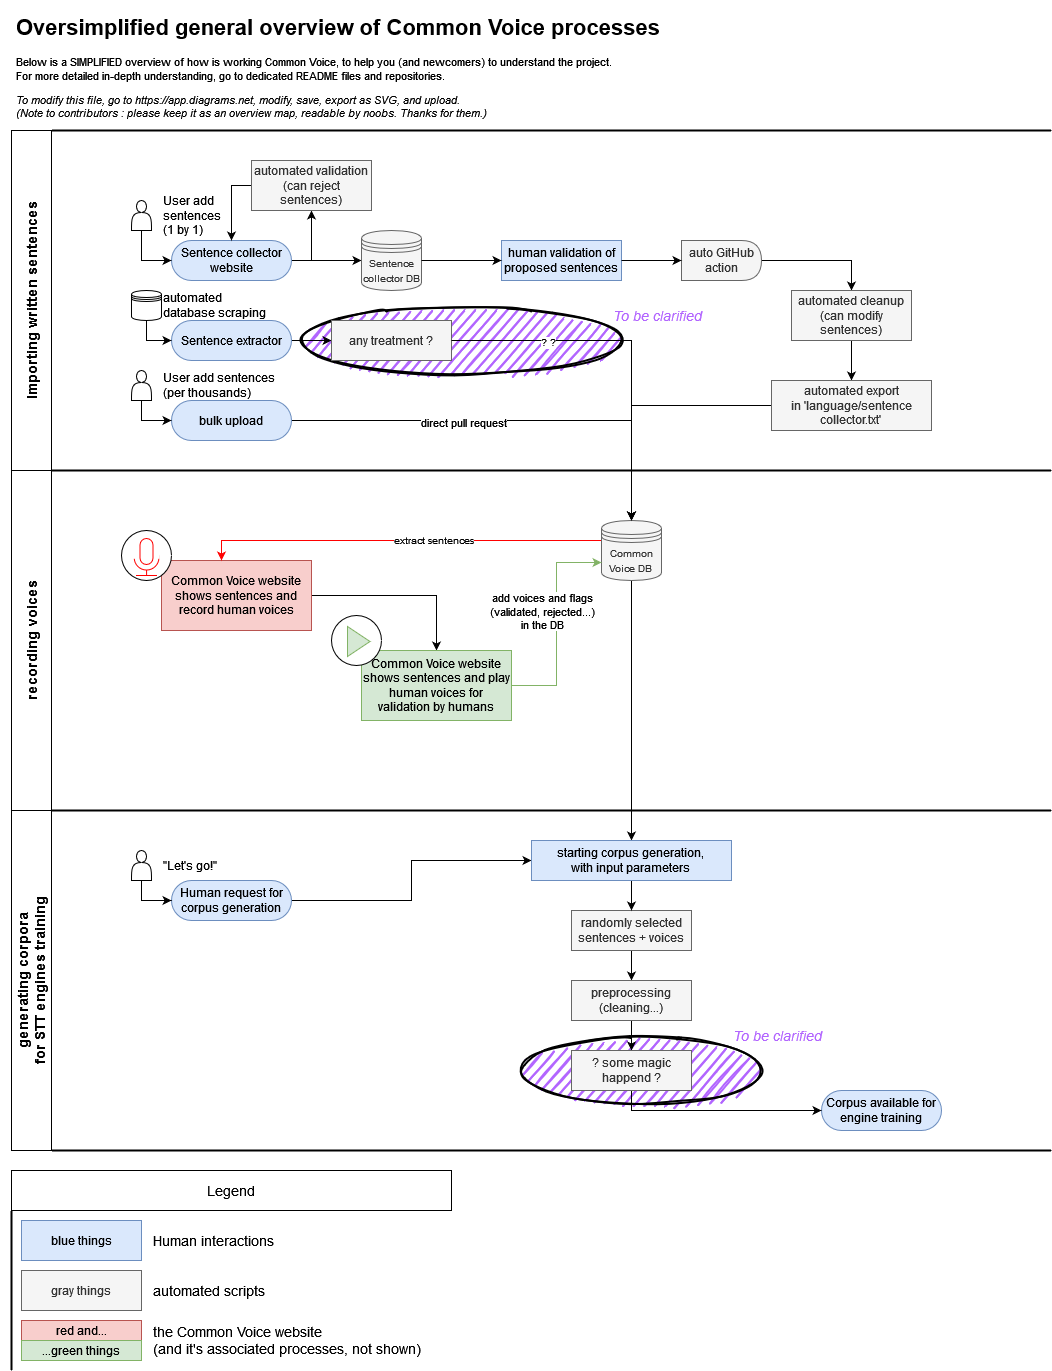 Oversimplified general overview of Common Voice processes
Below is a SIMPLIFIED overview of how is working Common Voice, to help you (and newcomers) to understand the project.
For more detailed in-depth understanding, go to dedicated README files and repositories.
To modify this file, go to https://app.diagrams.net, modify, save, export as SVG, and upload.
(Note to contributors : please keep it as an overview map, readable by noobs. Thanks for them.)
Importing written sentences
automated validation
(can reject
sentences)
User add
sentences
(1 by 1)
Sentence collector
website
Sentence
collector DB
human validation of
proposed sentences
auto GitHub
action
automated cleanup
(can modify
sentences)
automated export
in 'language/sentence
collector.txt'
automated
database scraping
Sentence extractor
any treatment ?
? ?
To be clarified
User add sentences
(per thousands)
bulk upload
direct pull request
recording voices
Common
Voice DB
extract sentences
Common Voice website
shows sentences and
record human voices
add voices and flags
(validated, rejected...)
in the DB
Common Voice website
shows sentences and play
human voices for
validation by humans
generating corpora
for STT engines training
"Let's go!"
Human request for
corpus generation
starting corpus generation,
with input parameters
randomly selected
sentences + voices
preprocessing
(cleaning...)
To be clarified
? some magic
happend ?
Corpus available for
engine training
Legend
blue things
Human interactions
gray things
automated scripts
red and...
...green things
the Common Voice website
(and it's associated processes, not shown)